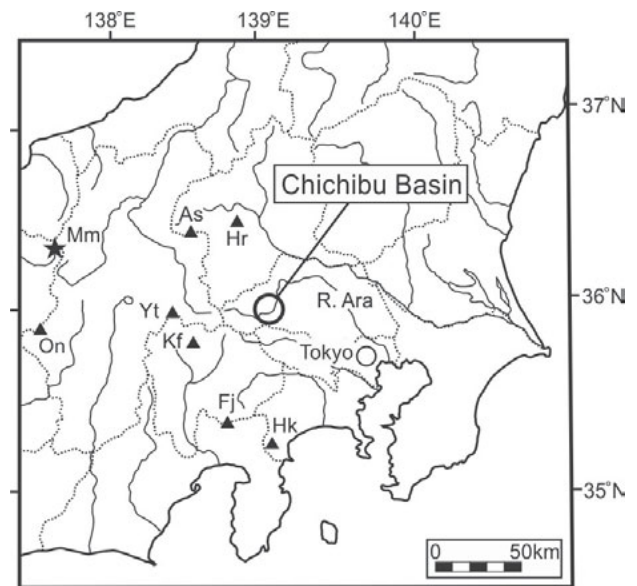 138°E 139°E 140°E
37°N
Chichibu Basin
As
Hr
Mm
36°N
R. Ara
Yt
On
Kf
Tokyo
Fj
Hk
35°N
0 50km